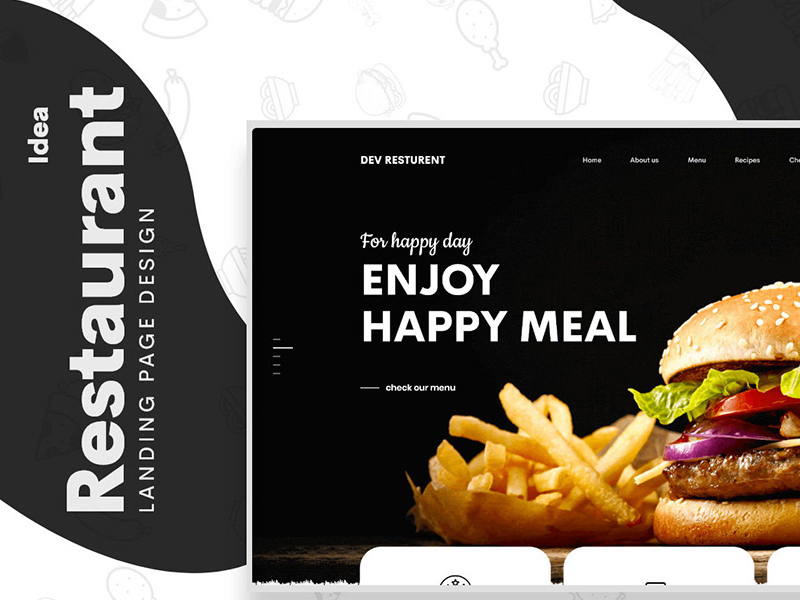 Idea
Restaurant
LANDING PAGE DESIGN
DEV RESTURENT
Home About us Menu Recipes
For happy day
ENJOY
HAPPY MEAL
check our menu